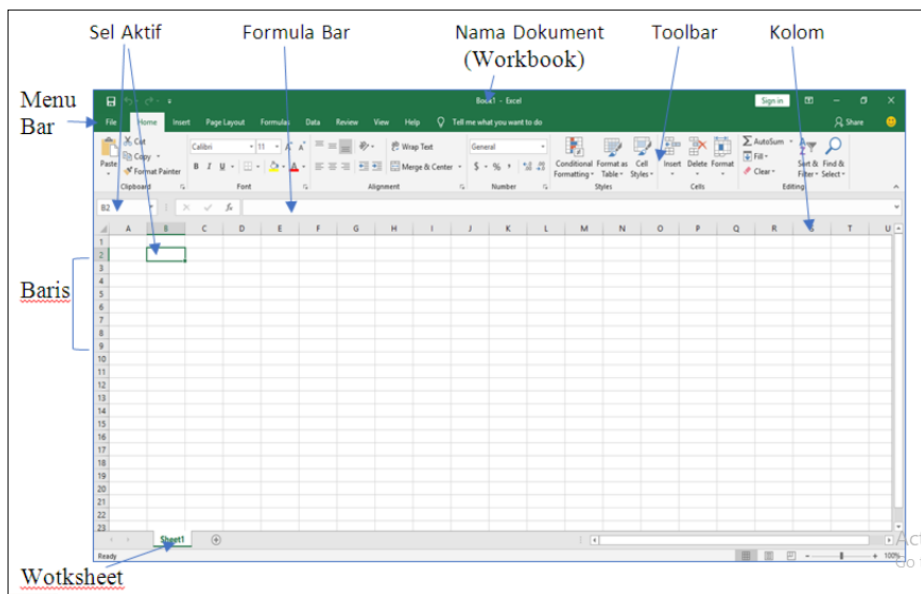 Sel Aktif Formula Bar Nama Dokument Toolbar Kolom
(Workbook)
Menu
Bar
Book1 - Excel Sign in
File Home Insert Page Layout Formulas Data Review View Help Tell me what you want to do Share
Cut
Copy
Format Painter
Paste
Clipboard
Calibri 11 A A
B I U A
Font
Wrap Text
Merge & Center
Alignment
General
$ % ,
Number
Conditional Format as Cell
Formatting Table Styles
Styles
Insert Delete Format
Cells
AutoSum
Fill
Clear
Sort & Find &
Filter Select
Editing
B2 fx
A B C D E F G H I J K L M N O P Q R S T U
1
2
3
4
5
6
7
8
9
10
11
12
13
14
15
16
17
18
19
20
21
22
23
Baris
Sheet1
Ready 100%
Act
Go t
Wotksheet